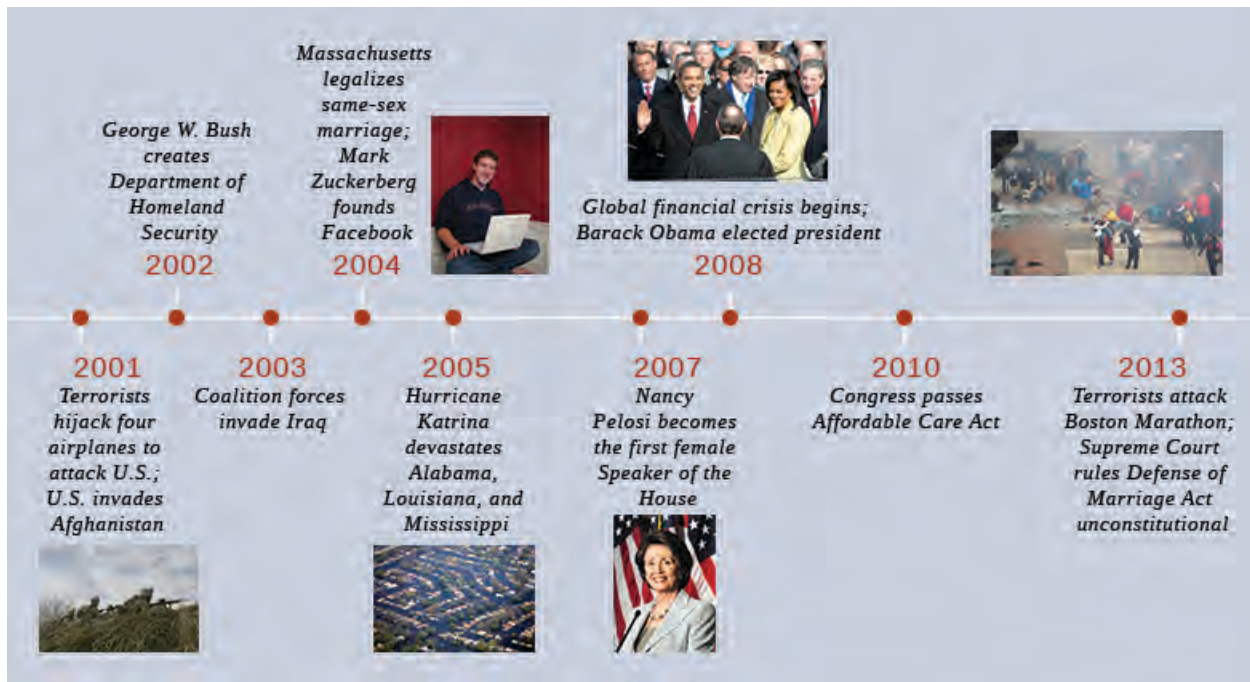 George W. Bush
creates
Department of
Homeland
Security
2002
Massachusetts
legalizes
same-sex
marriage;
Mark
Zuckerberg
founds
Facebook
2004
Global financial crisis begins;
Barack Obama elected president
2008
2001
Terrorists
hijack four
airplanes to
attack U.S.;
U.S. invades
Afghanistan
2003
Coalition forces
invade Iraq
2005
Hurricane
Katrina
devastates
Alabama,
Louisiana, and
Mississippi
2007
Nancy
Pelosi becomes
the first female
Speaker of the
House
2010
Congress passes
Affordable Care Act
2013
Terrorists attack
Boston Marathon;
Supreme Court
rules Defense of
Marriage Act
unconstitutional